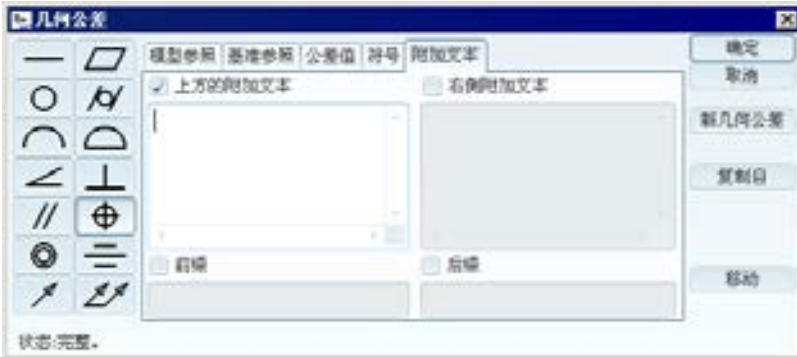 几何公差
模型参照 基准参照 公差值 符号 附加文本
上方的附加文本
右侧附加文本
前缀
后缀
确定
取消
新几何公差
复制自
移动
状态:完整。